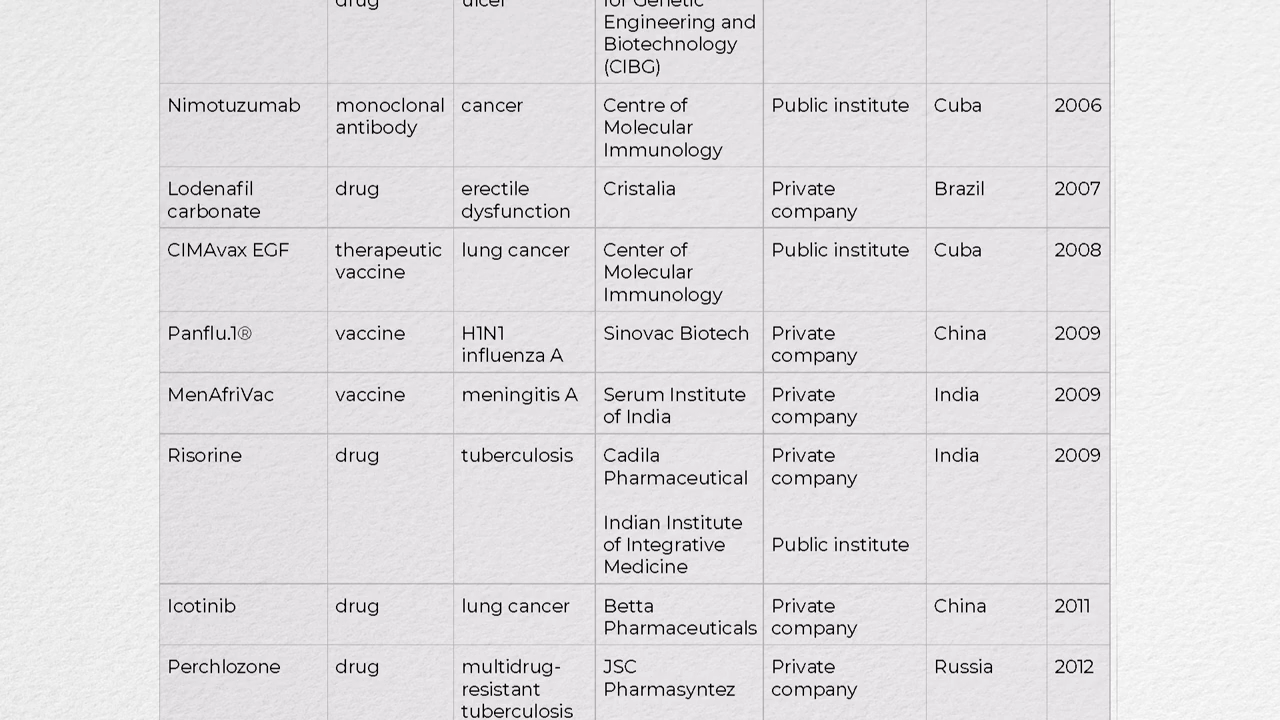 drug
ulcer
for Genetic
Engineering and
Biotechnology
(CIBG)
Nimotuzumab
monoclonal
antibody
cancer
Centre of
Molecular
Immunology
Public institute
Cuba
2006
Lodenafil
carbonate
drug
erectile
dysfunction
Cristalia
Private
company
Brazil
2007
CIMAvax EGF
therapeutic
vaccine
lung cancer
Center of
Molecular
Immunology
Public institute
Cuba
2008
Panflu.1®
vaccine
H1N1
influenza A
Sinovac Biotech
Private
company
China
2009
MenAfriVac
vaccine
meningitis A
Serum Institute
of India
Private
company
India
2009
Risorine
drug
tuberculosis
Cadila
Pharmaceutical
Indian Institute
of Integrative
Medicine
Private
company
Public institute
India
2009
Icotinib
drug
lung cancer
Betta
Pharmaceuticals
Private
company
China
2011
Perchlozone
drug
multidrug-
resistant
tuberculosis
JSC
Pharmasyntez
Private
company
Russia
2012